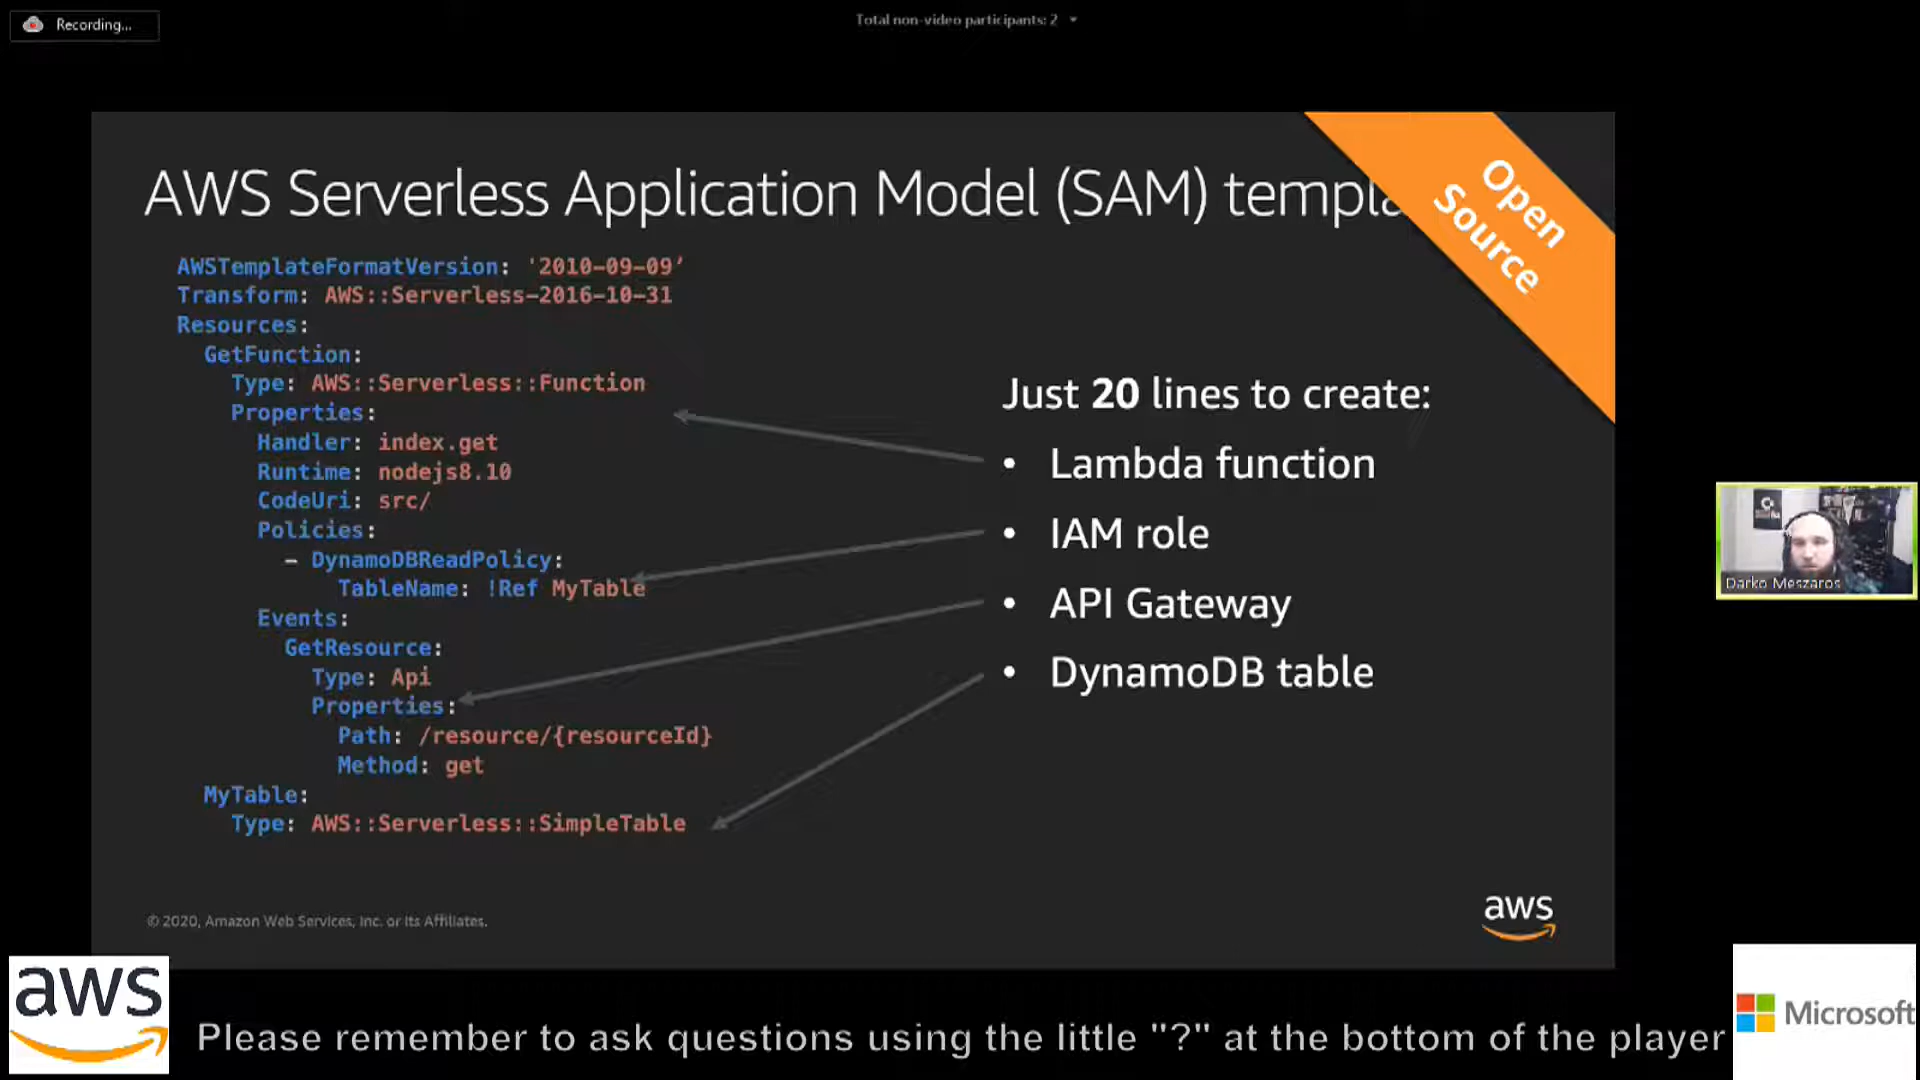 Recording...
Total non-video participants: 2
AWS Serverless Application Model (SAM) templa
Open
Source
AWSTemplateFormatVersion: '2010-09-09’
Transform: AWS::Serverless-2016-10-31
Resources:
GetFunction:
Type: AWS::Serverless::Function
Properties:
Handler: index.get
Runtime: nodejs8.10
CodeUri: src/
Policies:
- DynamoDBReadPolicy:
TableName: !Ref MyTable
Events:
GetResource:
Type: Api
Properties:
Path: /resource/{resourceId}
Method: get
MyTable:
Type: AWS::Serverless::SimpleTable
Just 20 lines to create:
• Lambda function
• IAM role
• API Gateway
• DynamoDB table
Darko Meszaros
© 2020, Amazon Web Services, Inc. or its Affiliates.
aws
aws
Please remember to ask questions using the little "?" at the bottom of the player
Microsoft